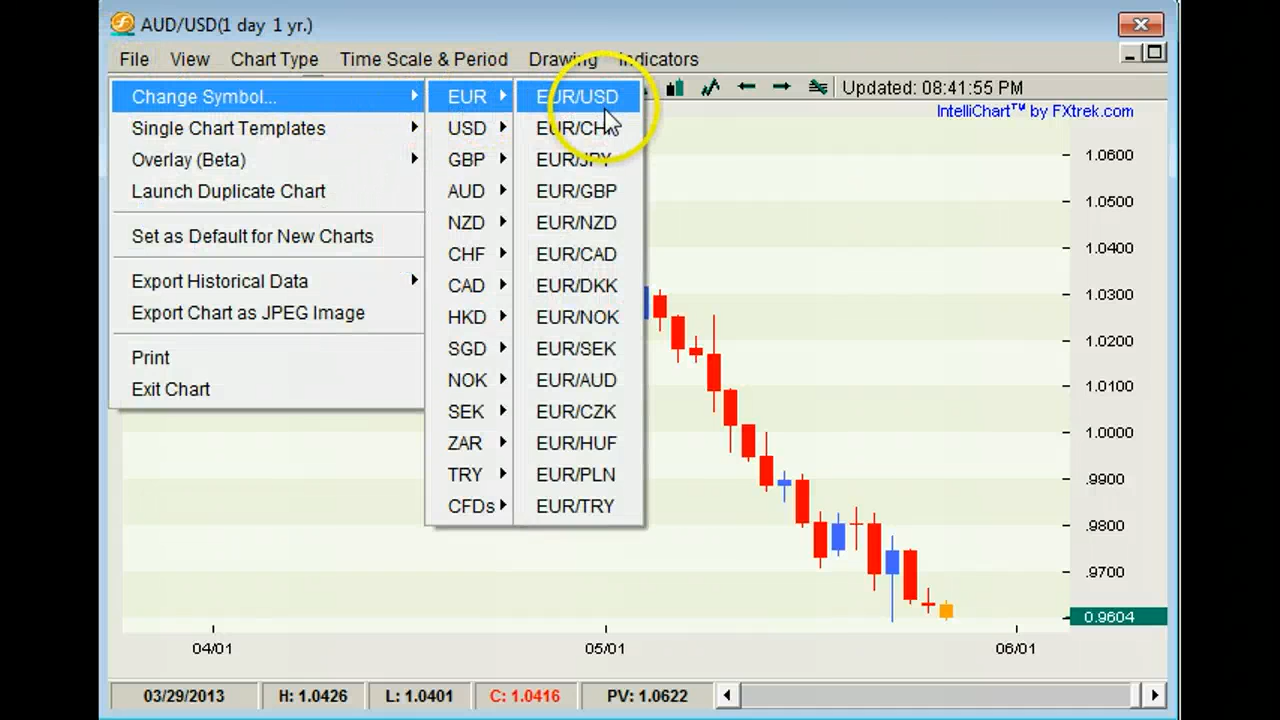 AUD/USD(1 day 1 yr.)
File View Chart Type Time Scale & Period Drawing Indicators
Updated: 08:41:55 PM
IntelliChart™ by FXtrek.com
Change Symbol...
Single Chart Templates
Overlay (Beta)
Launch Duplicate Chart
Set as Default for New Charts
Export Historical Data
Export Chart as JPEG Image
Print
Exit Chart
EUR
USD
GBP
AUD
NZD
CHF
CAD
HKD
SGD
NOK
SEK
ZAR
TRY
CFDs
EUR/USD
EUR/CHF
EUR/JPY
EUR/GBP
EUR/NZD
EUR/CAD
EUR/DKK
EUR/NOK
EUR/SEK
EUR/AUD
EUR/CZK
EUR/HUF
EUR/PLN
EUR/TRY
1.0600
1.0500
1.0400
1.0300
1.0200
1.0100
1.0000
.9900
.9800
.9700
0.9604
04/01 05/01 06/01
03/29/2013 H: 1.0426 L: 1.0401 C: 1.0416 PV: 1.0622